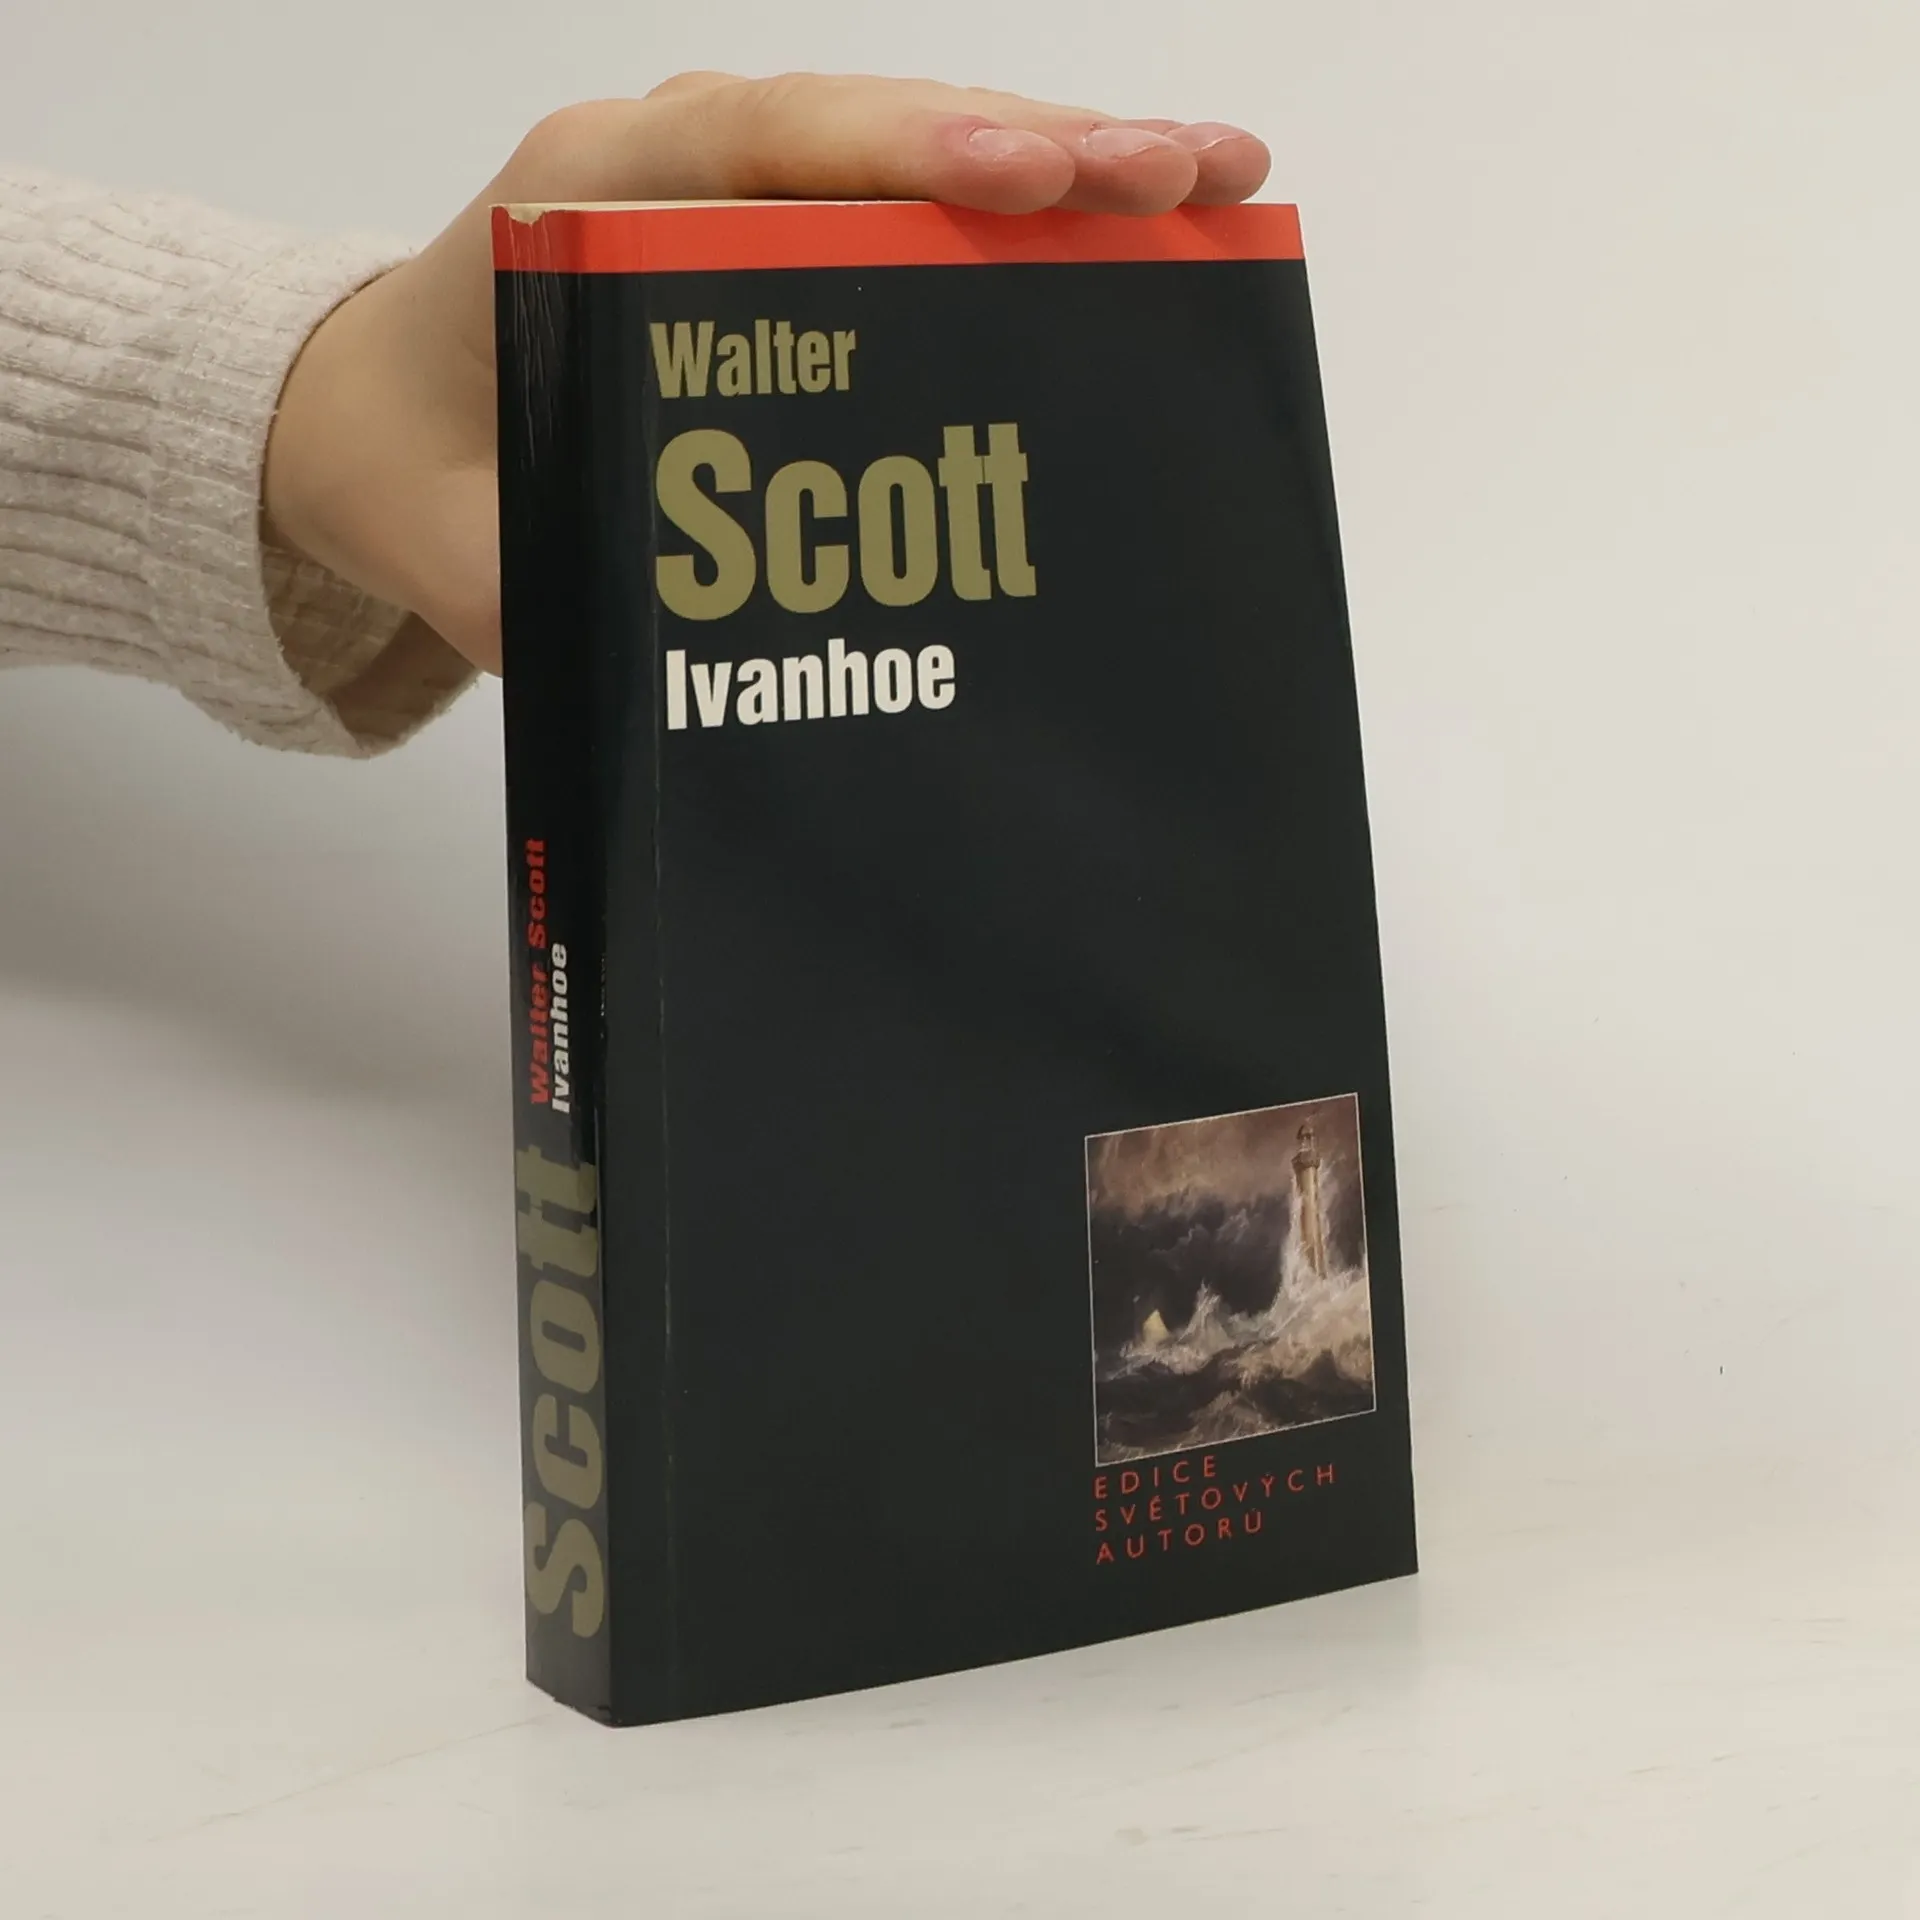 Walter
Scott
Ivanhoe
Walter Scott
Ivanhoe
Scott
EDICE
SVĚTOVÝCH
AUTORŮ